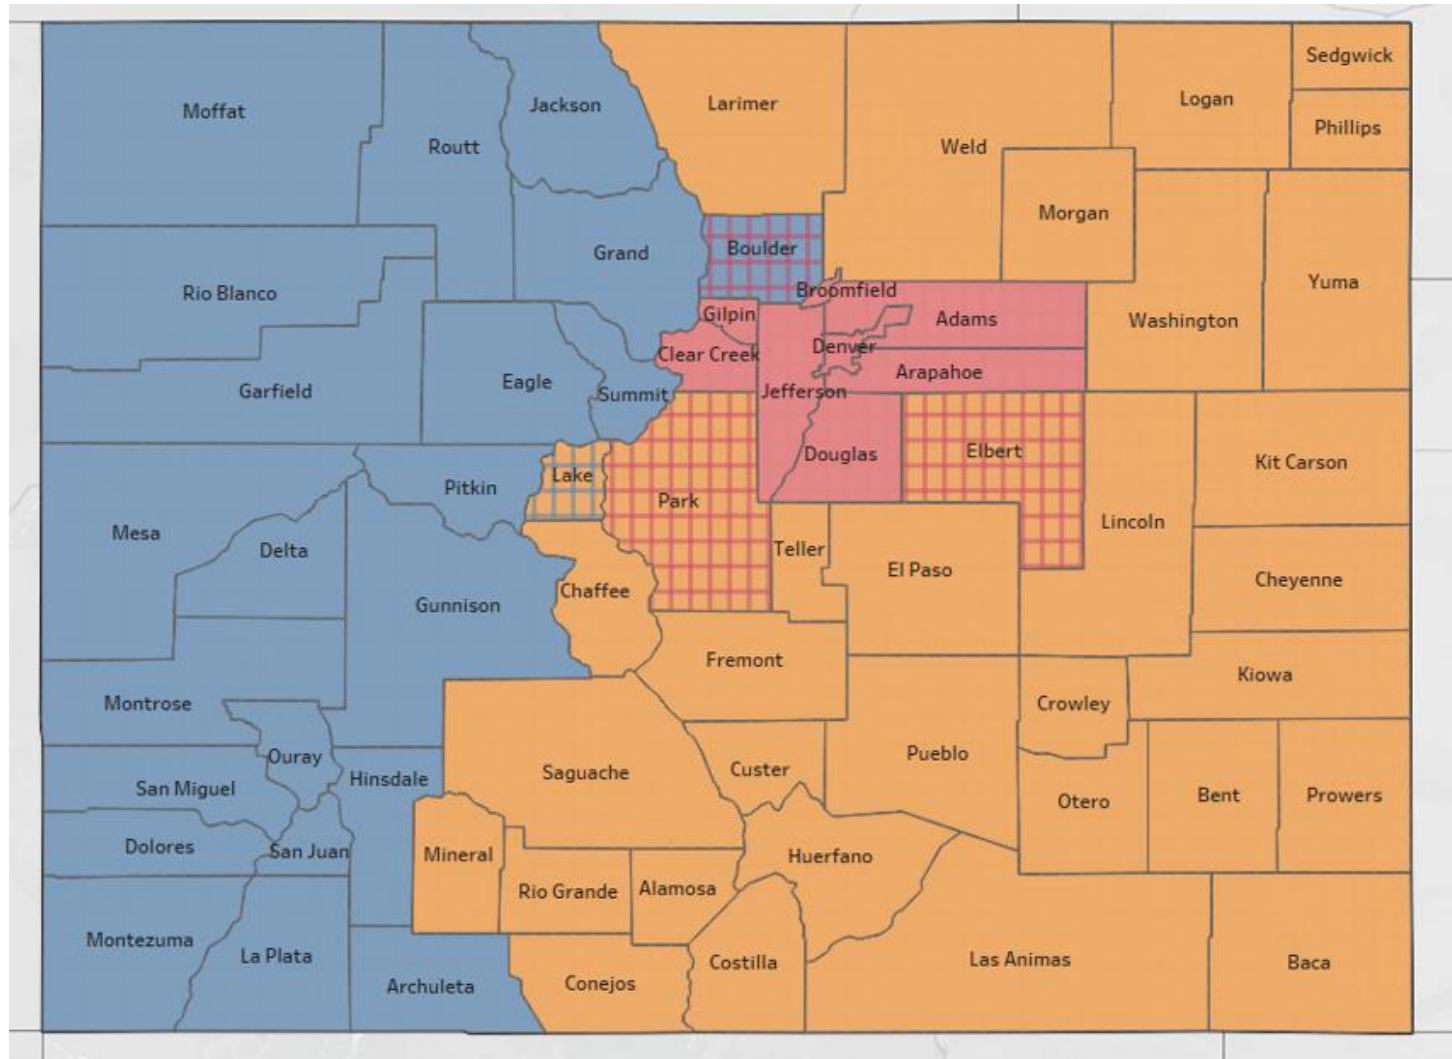 Sedgwick
Logan
Larimer
Jackson
Moffat
Phillips
Weld
Routt
Morgan
Boulder
Grand
Yuma
Broomfield
Rio Blanco
Gilpin
Adams
Washington
Denver
Clear Creek
Arapahoe
Eagle
Garfield
Jefferson
Summit
Elbert
Douglas
Kit Carson
Lake
Pitkin
Park
Lincoln
Mesa
Delta
Teller
El Paso
Cheyenne
Chaffee
Gunnison
Fremont
Kiowa
Montrose
Crowley
Pueblo
Ouray
Custer
Saguache
Hinsdale
San Miguel
Bent
Prowers
Otero
Dolores
San Juan
Mineral
Huerfano
Alamosa
Rio Grande
Montezuma
La Plata
Las Animas
Costilla
Baca
Conejos
Archuleta